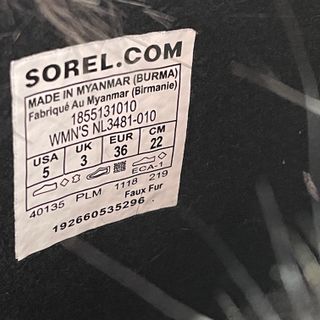 SOREL.COM
MADE IN MYANMAR (BURMA)
Fabriqué Au Myanmar (Birmanie)
1855131010
WMN'S NL3481-010
USA UK EUR CM
5 3 36 22
ECA-1
40135 PLM 1118 219
Faux Fur
192660535296